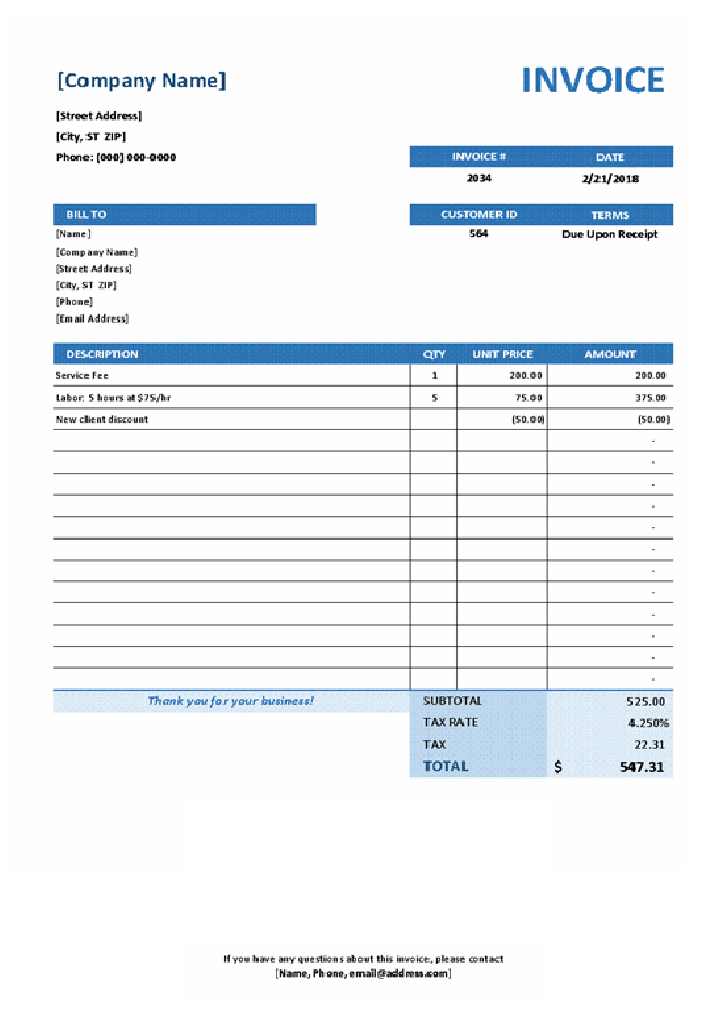 [Company Name] INVOICE
[Street Address]
[City, ST ZIP]
Phone: (000) 000-0000 INVOICE # DATE
2034 2/21/2018
BILL TO CUSTOMER ID TERMS
[Name] 564 Due Upon Receipt
[Company Name]
[Street Address]
[City, ST ZIP]
[Phone]
[Email Address]
DESCRIPTION QTY UNIT PRICE AMOUNT
Service Fee 1 200.00 200.00
Labor: 5 hours at $75/hr 5 75.00 375.00
New client discount (50.00) (50.00)
-
-
-
-
-
-
-
-
-
-
-
-
Thank you for your business! SUBTOTAL 525.00
TAX RATE 4.250%
TAX 22.31
TOTAL $ 547.31
If you have any questions about this invoice, please contact
[Name, Phone, email@address.com]